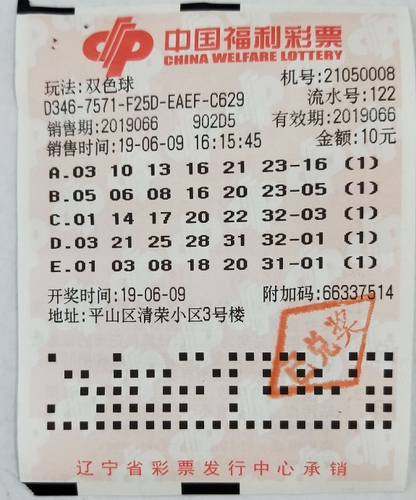 中国福利彩票
CHINA WELFARE LOTTERY
玩法:双色球 机号:21050008
D346-7571-F25D-EAEF-C629 流水号:122
销售期:2019066 902D5 有效期:2019066
销售时间:19-06-09 16:15:45 金额:10元
A.03 10 13 16 21 23-16 (1)
B.05 06 08 16 20 23-05 (1)
C.01 14 17 20 22 32-03 (1)
D.03 21 25 28 31 32-01 (1)
E.01 03 08 18 20 31-01 (1)
开奖时间:19-06-09 附加码:66337514
地址:平山区清荣小区3号楼
已兑奖
辽宁省彩票发行中心承销